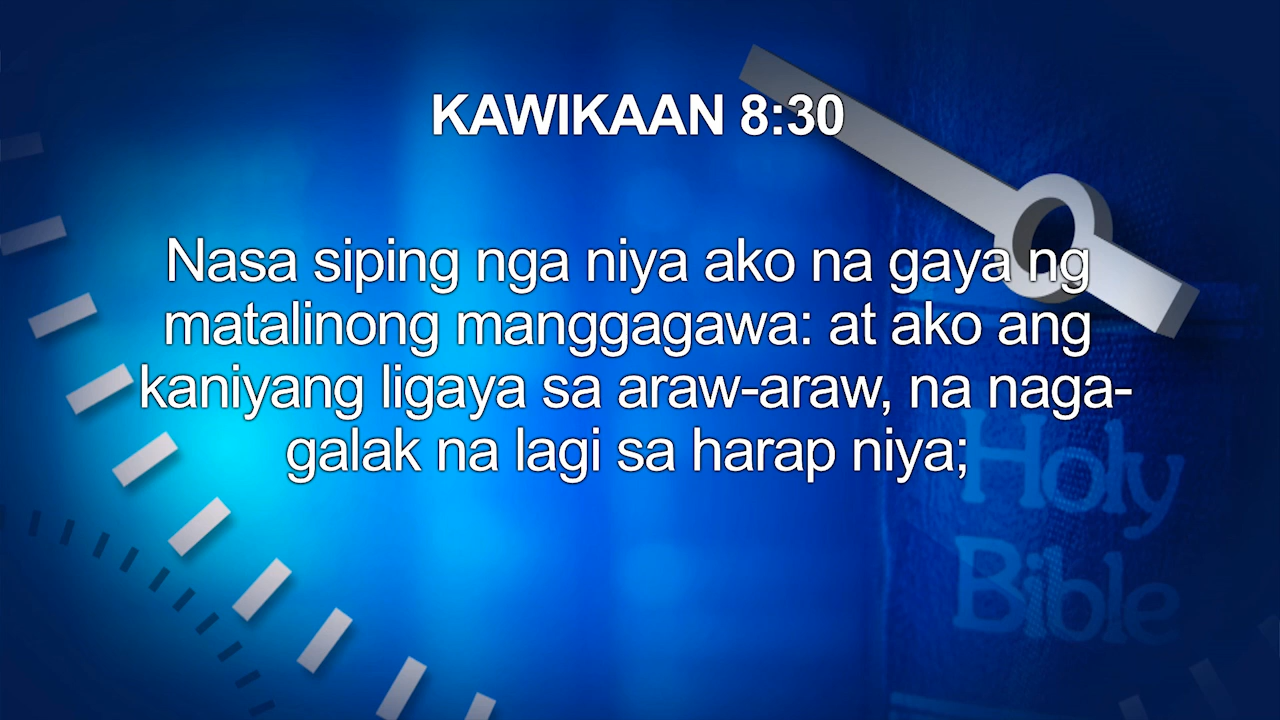 KAWIKAAN 8:30
Nasa siping nga niya ako na gaya ng
matalinong manggagawa: at ako ang
kaniyang ligaya sa araw-araw, na naga-
galak na lagi sa harap niya;
Holy
Bible